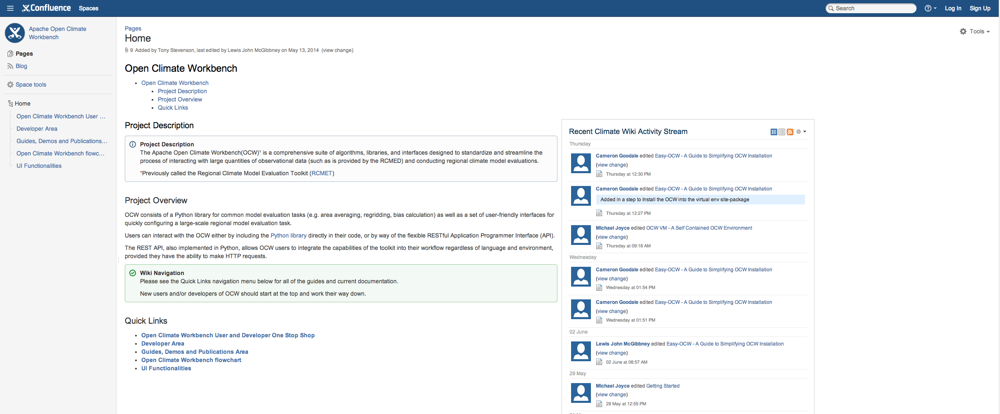 Confluence Spaces Search Log In Sign Up
Apache Open Climate
Workbench
Pages
Blog
Space tools
Home
Open Climate Workbench User ...
Developer Area
Guides, Demos and Publications...
Open Climate Workbench flowc...
UI Functionalities
Pages
Home
Tools
9 Added by Tony Stevenson, last edited by Lewis John McGibbney on May 13, 2014 (view change)
Open Climate Workbench
• Open Climate Workbench
• Project Description
• Project Overview
• Quick Links
Project Description
Project Description
The Apache Open Climate Workbench(OCW)¹ is a comprehensive suite of algorithms, libraries, and interfaces designed to standardize and streamline the
process of interacting with large quantities of observational data (such as is provided by the RCMED) and conducting regional climate model evaluations.
¹Previously called the Regional Climate Model Evaluation Toolkit (RCMET)
Project Overview
OCW consists of a Python library for common model evaluation tasks (e.g. area averaging, regridding, bias calculation) as well as a set of user-friendly interfaces for
quickly configuring a large-scale regional model evaluation task.
Users can interact with the OCW either by including the Python library directly in their code, or by way of the flexible RESTful Application Programmer Interface (API).
The REST API, also implemented in Python, allows OCW users to integrate the capabilities of the toolkit into their workflow regardless of language and environment,
provided they have the ability to make HTTP requests.
Wiki Navigation
Please see the Quick Links navigation menu below for all of the guides and current documentation.
New users and/or developers of OCW should start at the top and work their way down.
Quick Links
• Open Climate Workbench User and Developer One Stop Shop
• Developer Area
• Guides, Demos and Publications Area
• Open Climate Workbench flowchart
• UI Functionalities
Recent Climate Wiki Activity Stream
Thursday
Cameron Goodale edited Easy-OCW - A Guide to Simplifying OCW Installation
(view change)
Thursday at 12:30 PM
Cameron Goodale edited Easy-OCW - A Guide to Simplifying OCW Installation
Added in a step to Install the OCW into the virtual env site-package
Thursday at 12:27 PM
MIchael Joyce edited OCW VM - A Self Contained OCW Environment
(view change)
Thursday at 09:18 AM
Wednesday
Cameron Goodale edited Easy-OCW - A Guide to Simplifying OCW Installation
(view change)
Wednesday at 01:54 PM
Cameron Goodale edited Easy-OCW - A Guide to Simplifying OCW Installation
(view change)
Wednesday at 01:51 PM
02 June
Lewis John McGibbney edited Easy-OCW - A Guide to Simplifying OCW Installation
(view change)
02 June at 08:57 AM
29 May
MIchael Joyce edited Getting Started
(view change)
29 May at 12:55 PM